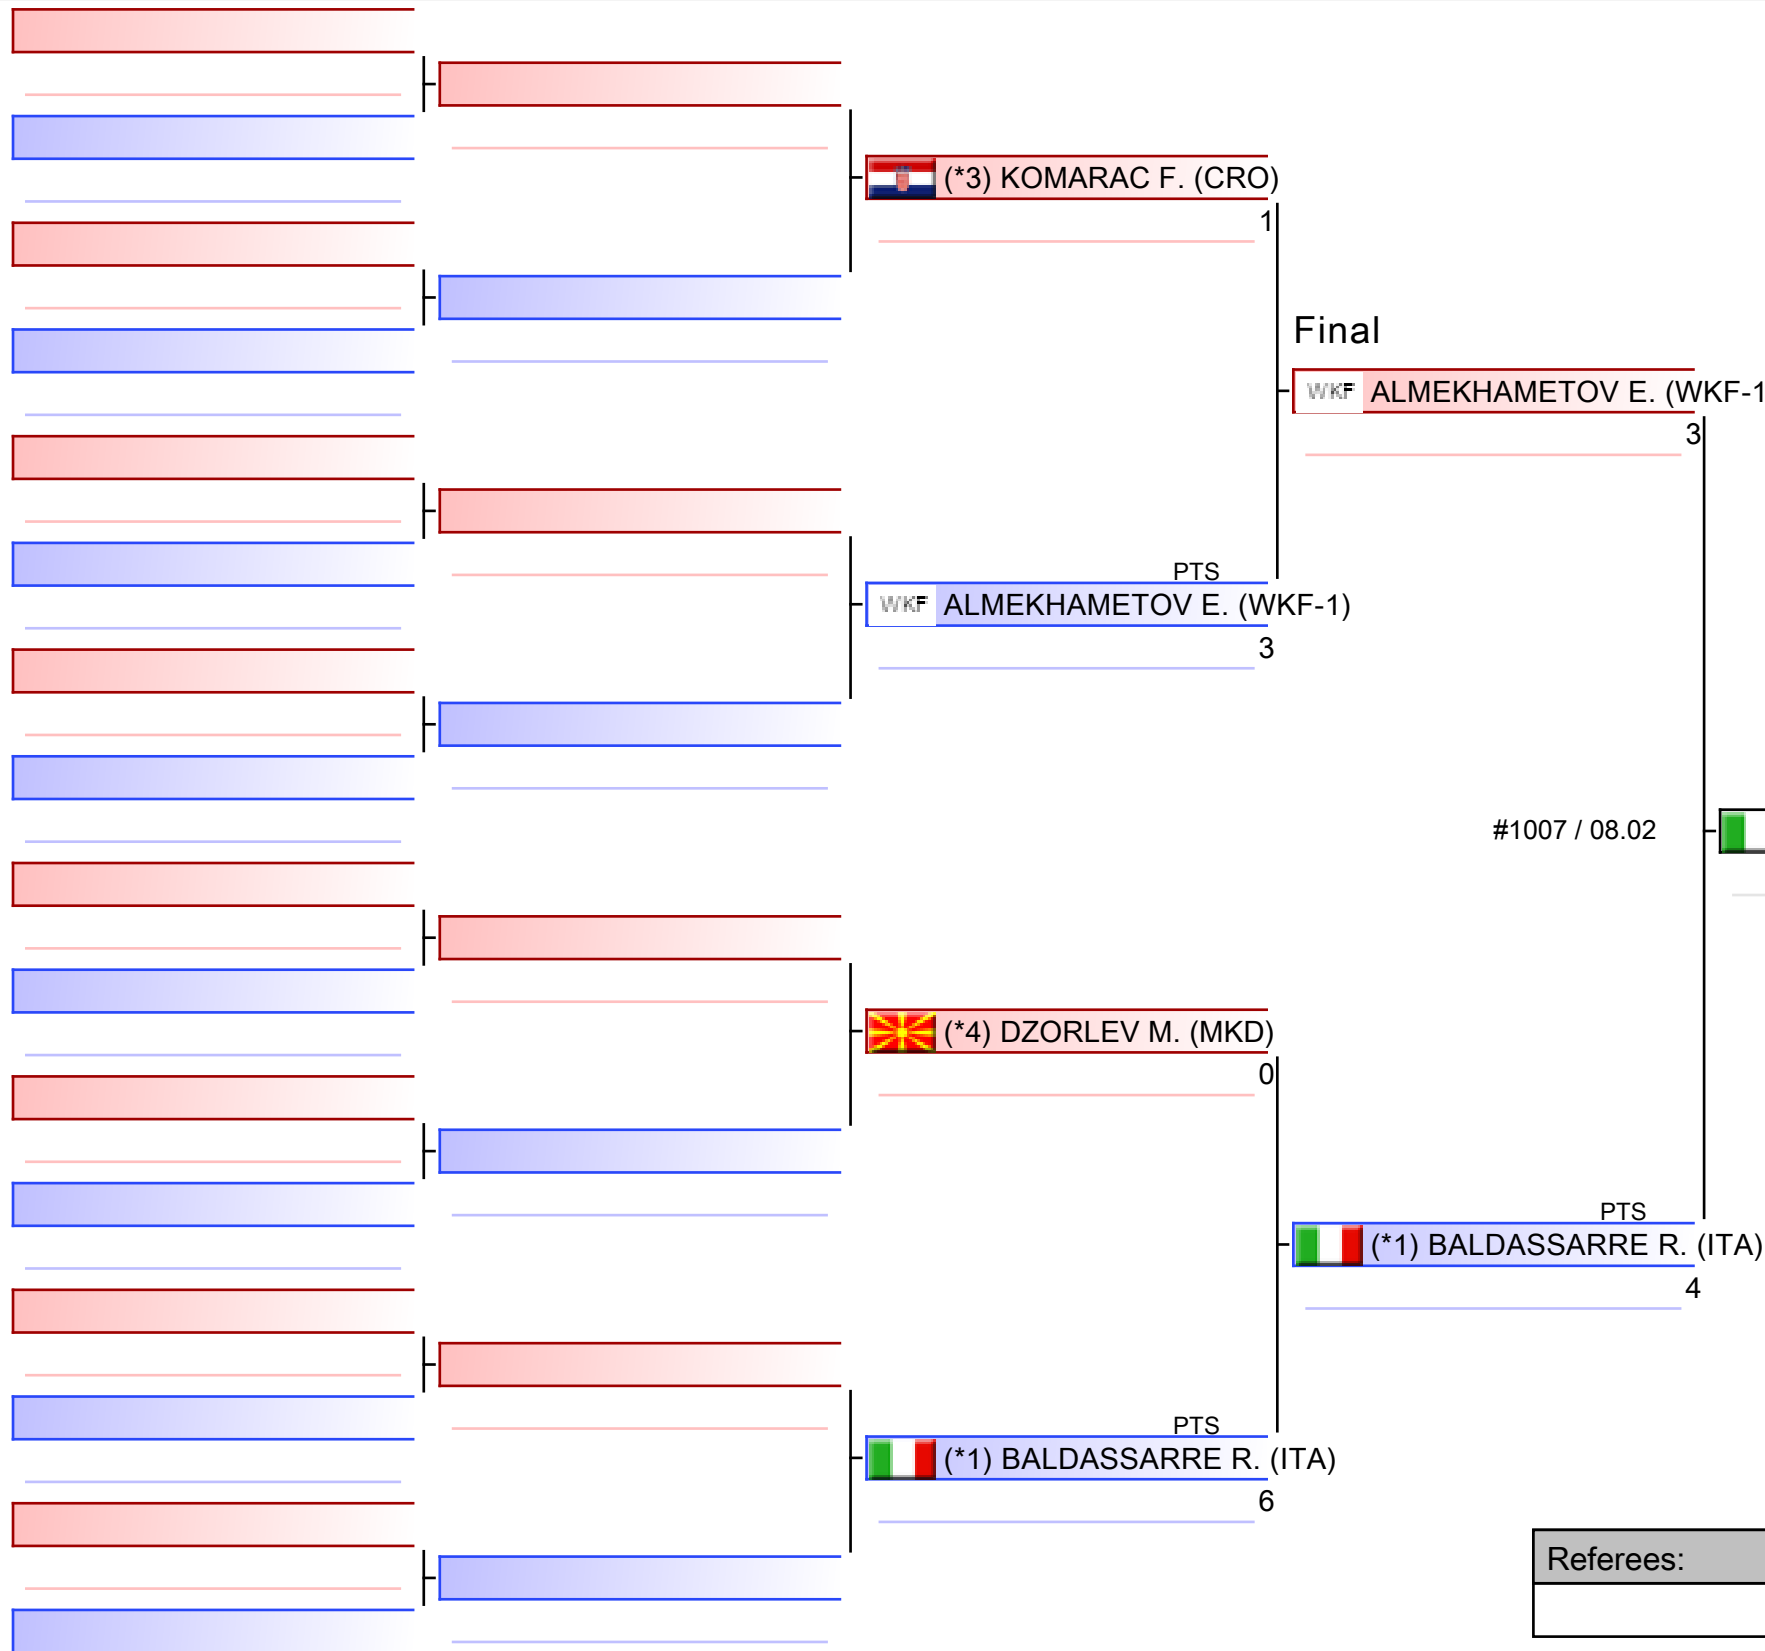 (*3) KOMARAC F. (CRO)
1
Final
WKF ALMEKHAMETOV E. (WKF-1
3
PTS
WKF ALMEKHAMETOV E. (WKF-1)
3
#1007 / 08.02
(*4) DZORLEV M. (MKD)
0
PTS
(*1) BALDASSARRE R. (ITA)
4
PTS
(*1) BALDASSARRE R. (ITA)
6
Referees: